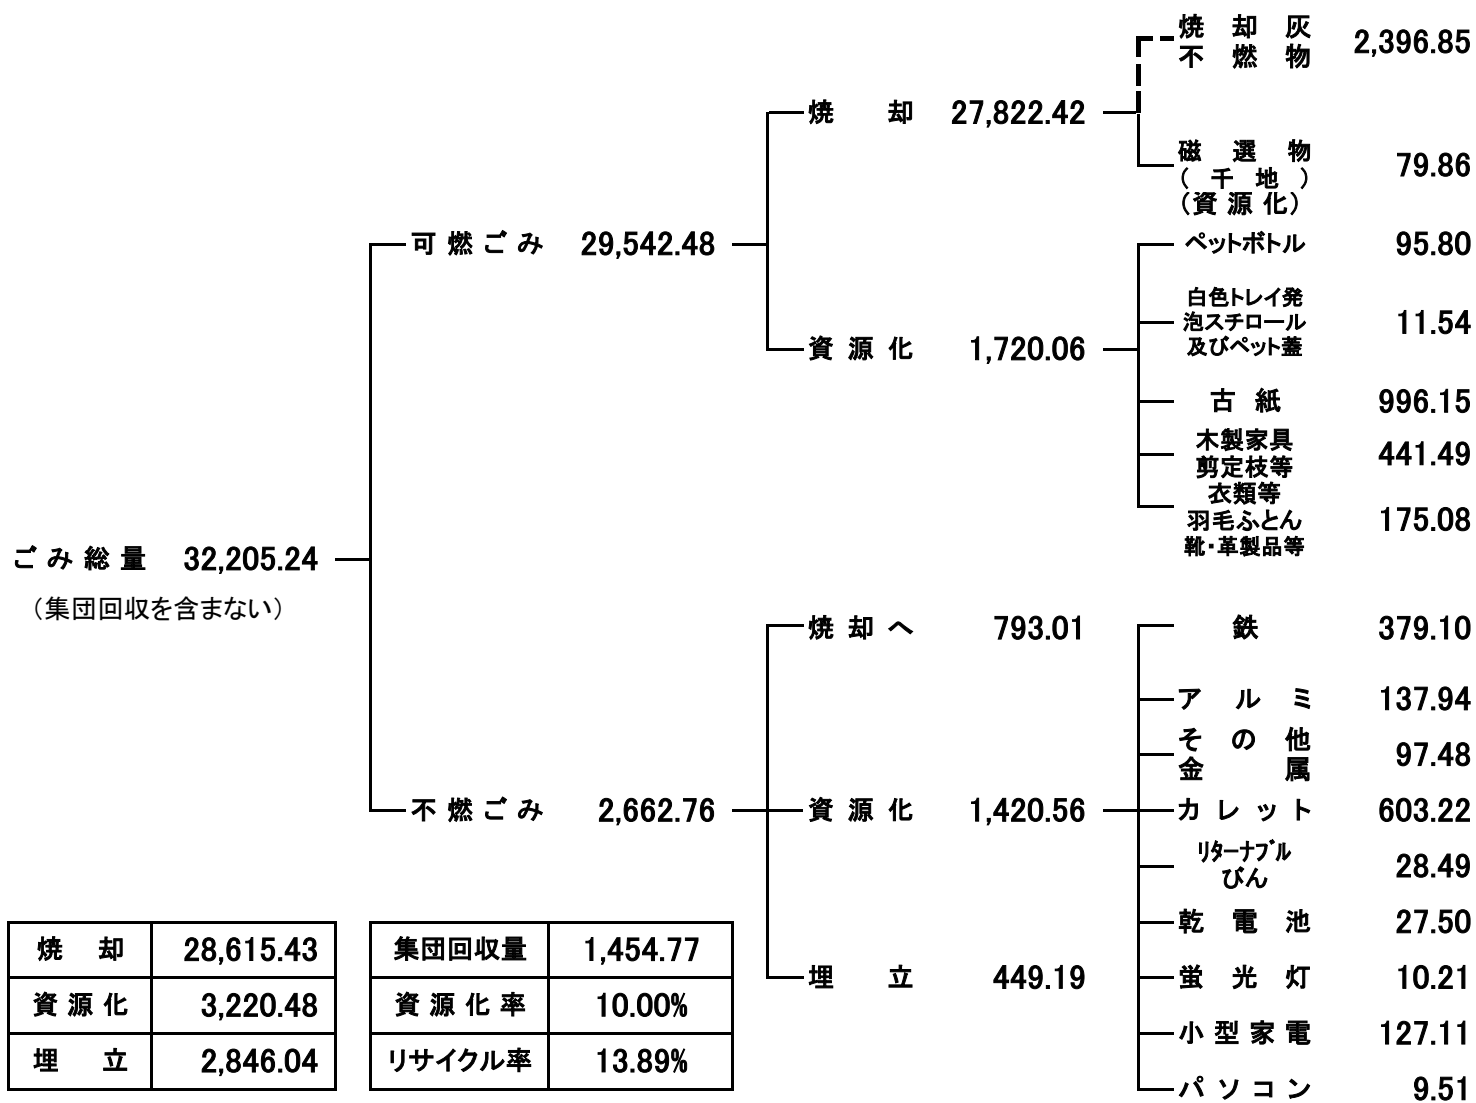 焼却灰
不燃物 2,396.85
焼却 27,822.42
磁選物
(千地)
(資源化) 79.86
可燃ごみ 29,542.48
ペットボトル 95.80
白色トレイ発
泡スチロール
及びペット蓋 11.54
資源化 1,720.06
古紙 996.15
木製家具
剪定枝等 441.49
衣類等
羽毛ふとん
靴・革製品等 175.08
ごみ総量 32,205.24
（集団回収を含まない）
焼却へ 793.01
鉄 379.10
アルミ 137.94
その他
金属 97.48
不燃ごみ 2,662.76
資源化 1,420.56
カレット 603.22
ﾘﾀｰﾅﾌﾞﾙ
びん 28.49
乾電池 27.50
埋立 449.19
蛍光灯 10.21
小型家電 127.11
パソコン 9.51
焼却 28,615.43
資源化 3,220.48
埋立 2,846.04
集団回収量 1,454.77
資源化率 10.00%
リサイクル率 13.89%